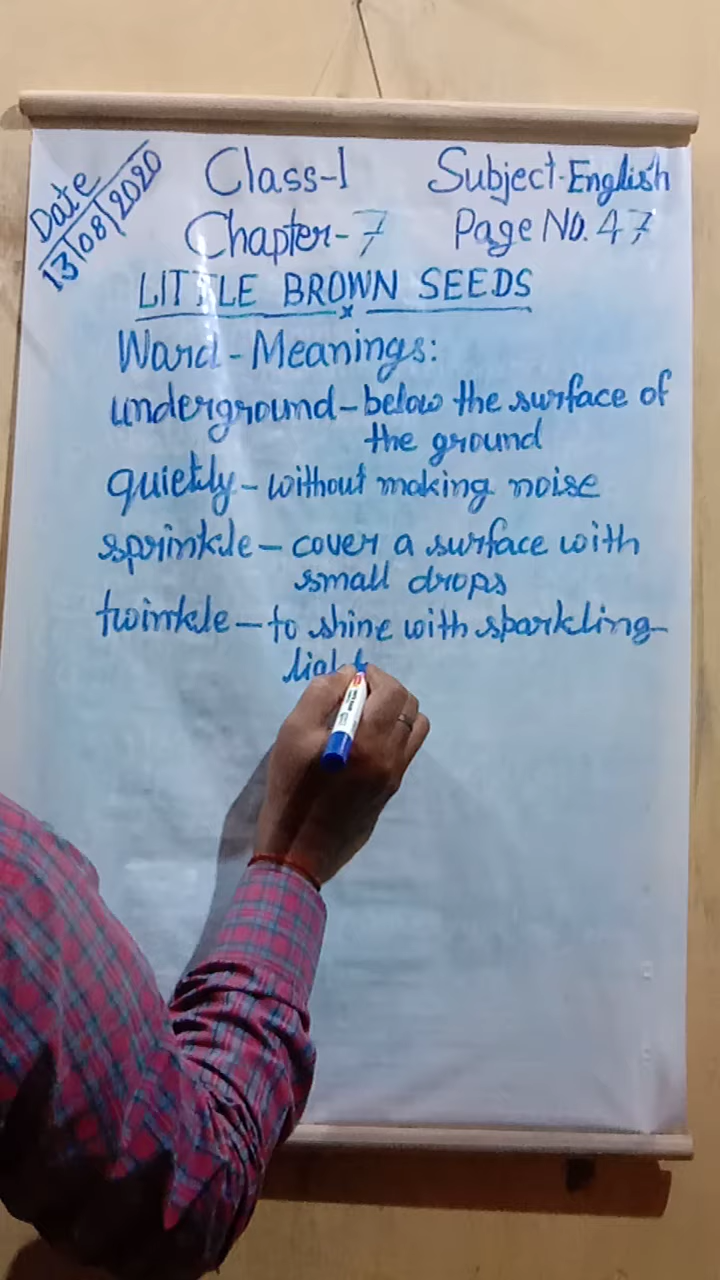 Date
13/08/2020
Class-1 Subject-English
Chapter-7 Page No. 47
LITTLE BROWN SEEDS
Word-Meanings:
underground-below the surface of
the ground
quietly-without making noise
sprinkle-cover a surface with
small drops
twinkle-to shine with sparkling
light